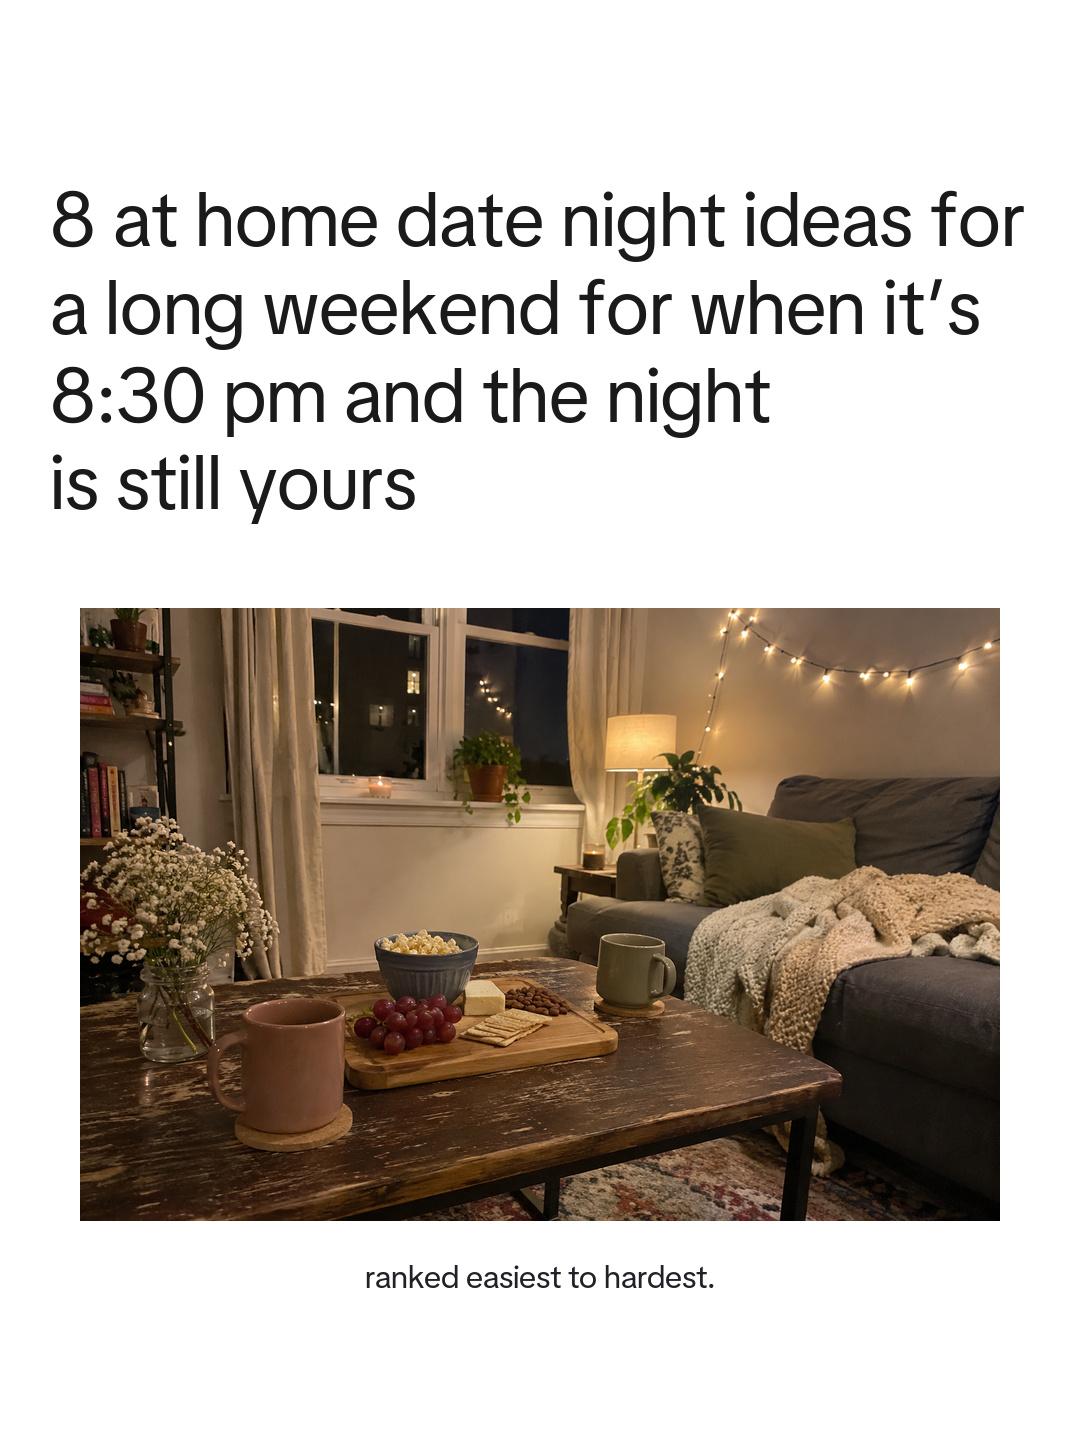 8 at home date night ideas for
a long weekend for when it’s
8:30 pm and the night
is still yours
ranked easiest to hardest.